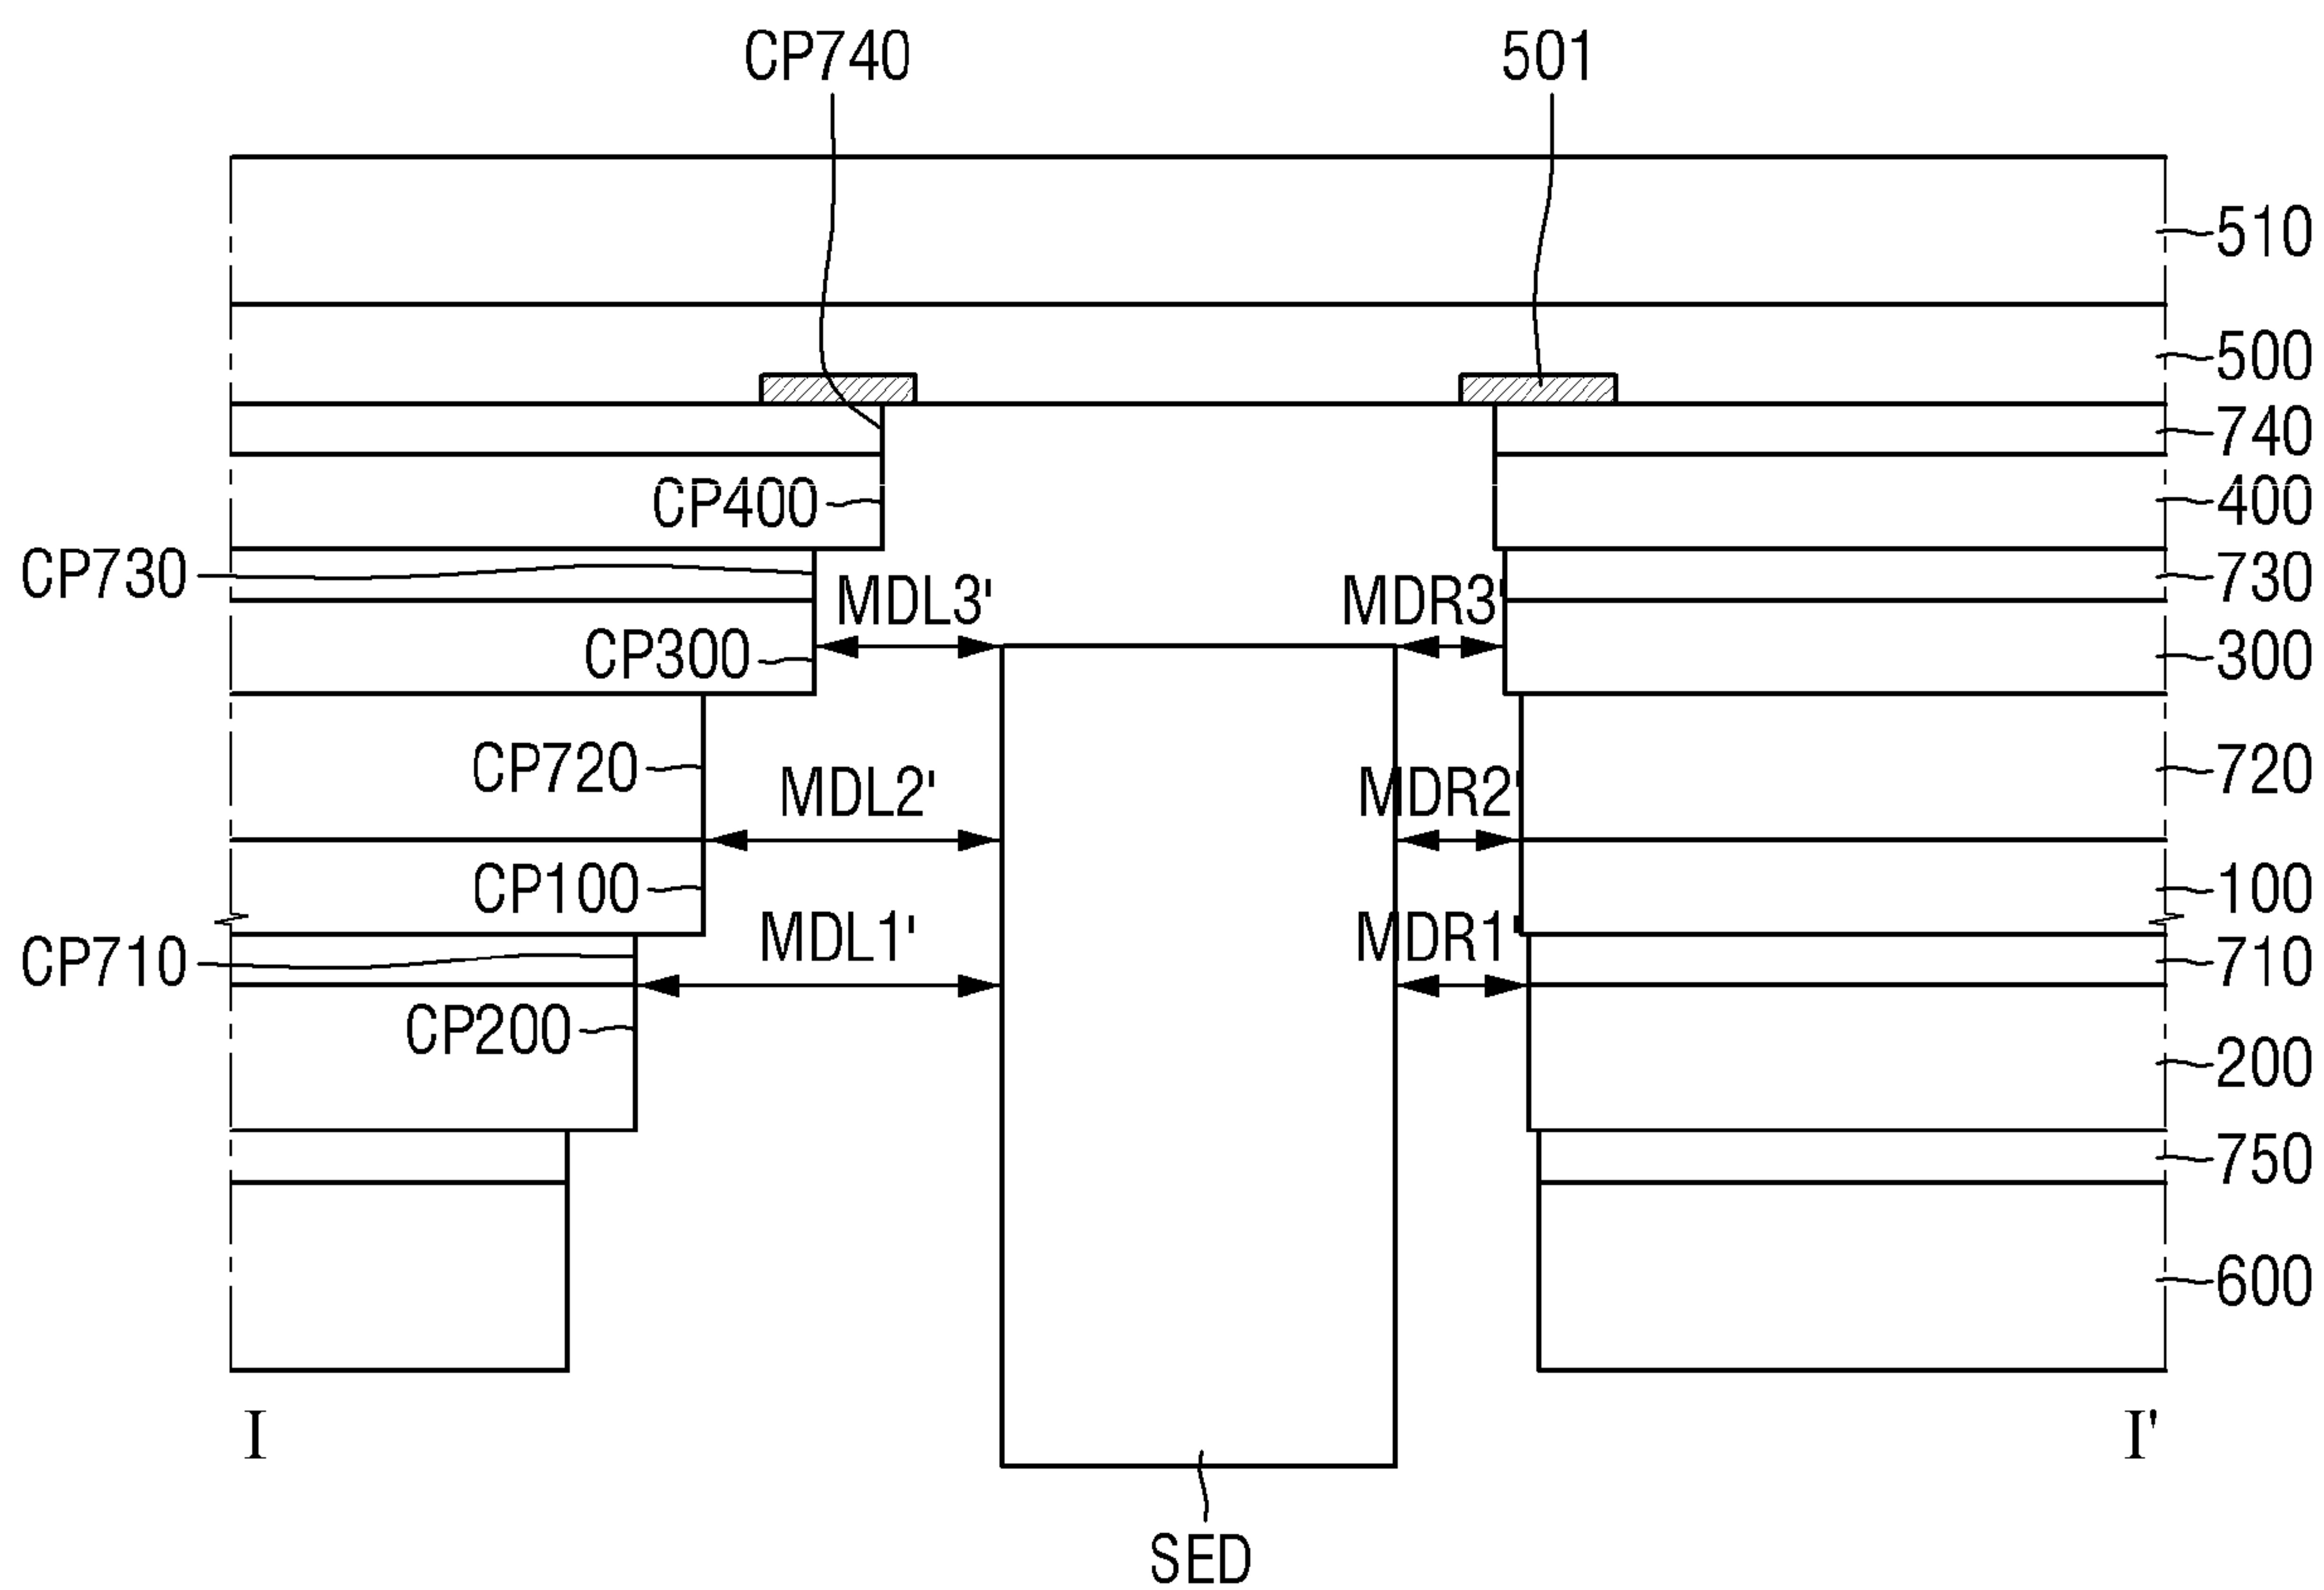 CP740 501
510
500
740
CP400 400
CP730 730
MDL3' MDR3'
CP300 300
CP720 720
MDL2' MDR2'
CP100 100
MDL1' MDR1'
CP710 710
CP200 200
750
600
I I'
SED